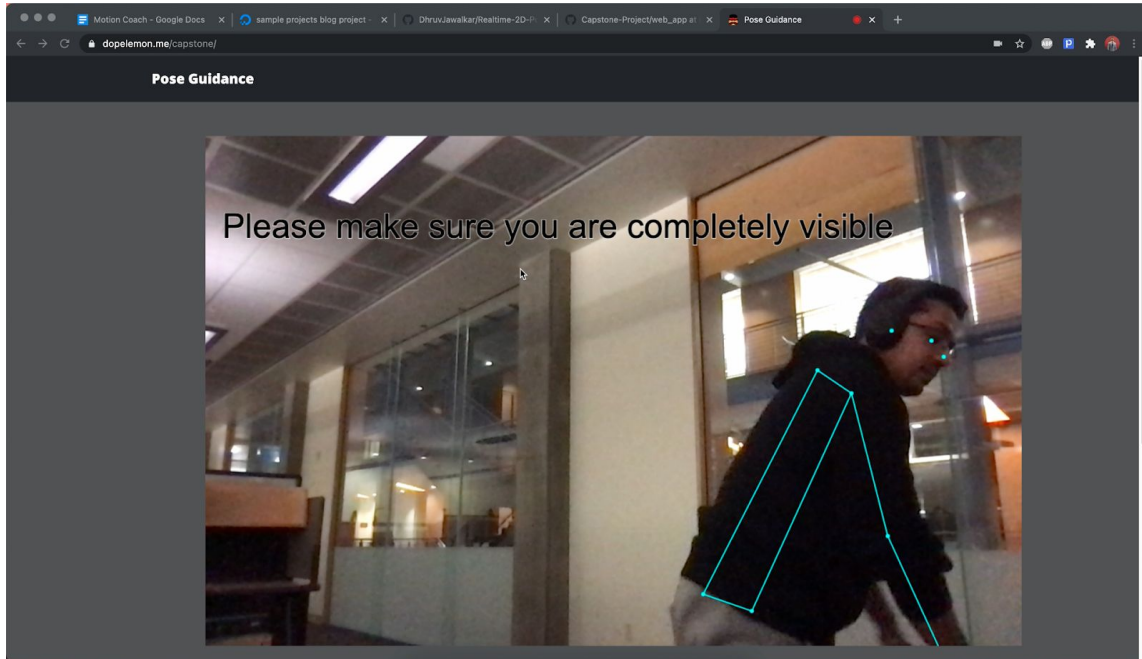 Motion Coach - Google Docs
sample projects blog project -
DhruvJawalkar/Realtime-2D-P
Capstone-Project/web_app at
Pose Guidance
dopelemon.me/capstone/
Pose Guidance
Please make sure you are completely visible